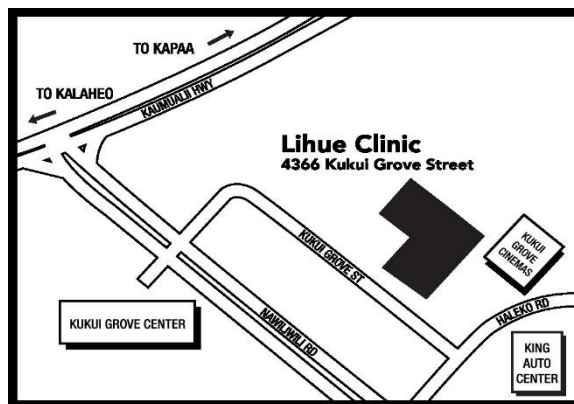 TO KAPAA
TO KALAHEO
KAUMUALII HWY
Lihue Clinic
4366 Kukui Grove Street
KUKUI GROVE ST
KUKUI
GROVE
CINEMAS
HALEKO RD
NAWILIWILI RD
KUKUI GROVE CENTER
KING
AUTO
CENTER